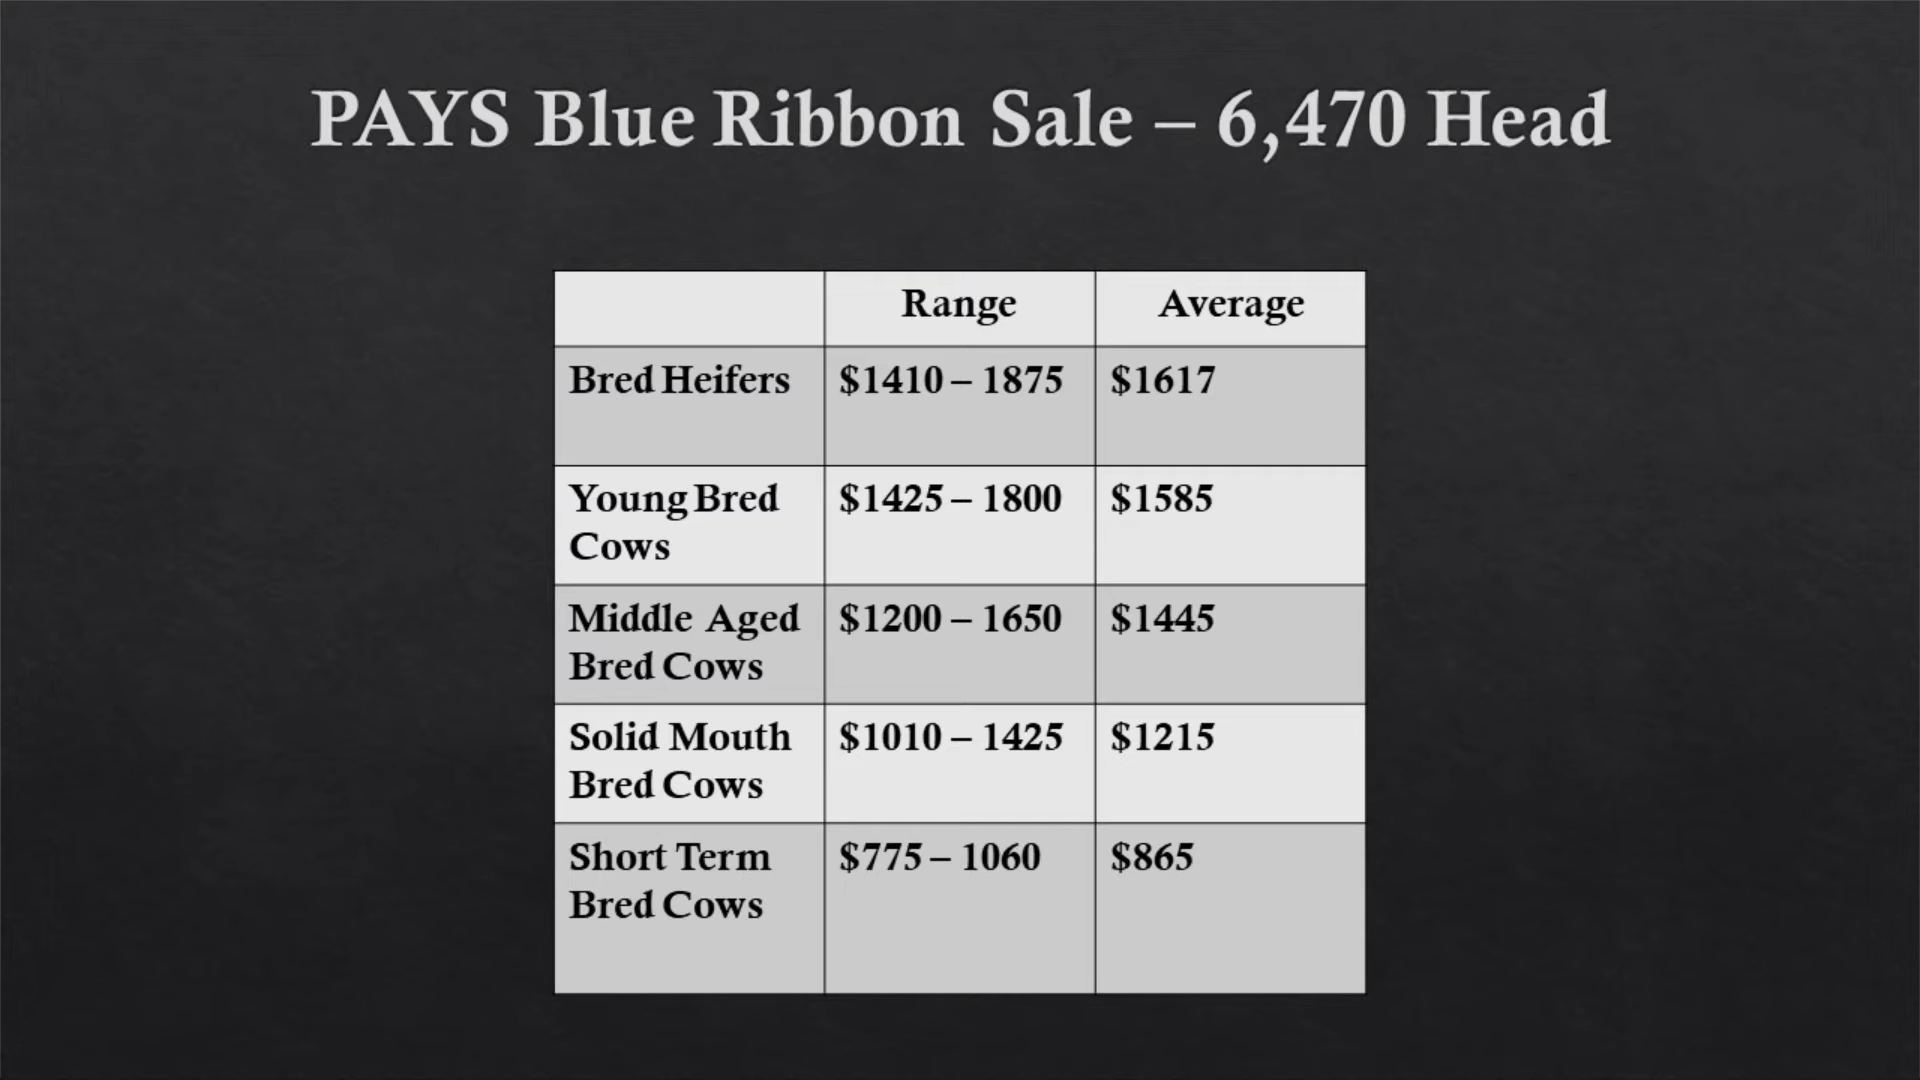 PAYS Blue Ribbon Sale – 6,470 Head
Range Average
Bred Heifers $1410 – 1875 $1617
Young Bred $1425 – 1800 $1585
Cows
Middle Aged $1200 – 1650 $1445
Bred Cows
Solid Mouth $1010 – 1425 $1215
Bred Cows
Short Term $775 – 1060 $865
Bred Cows